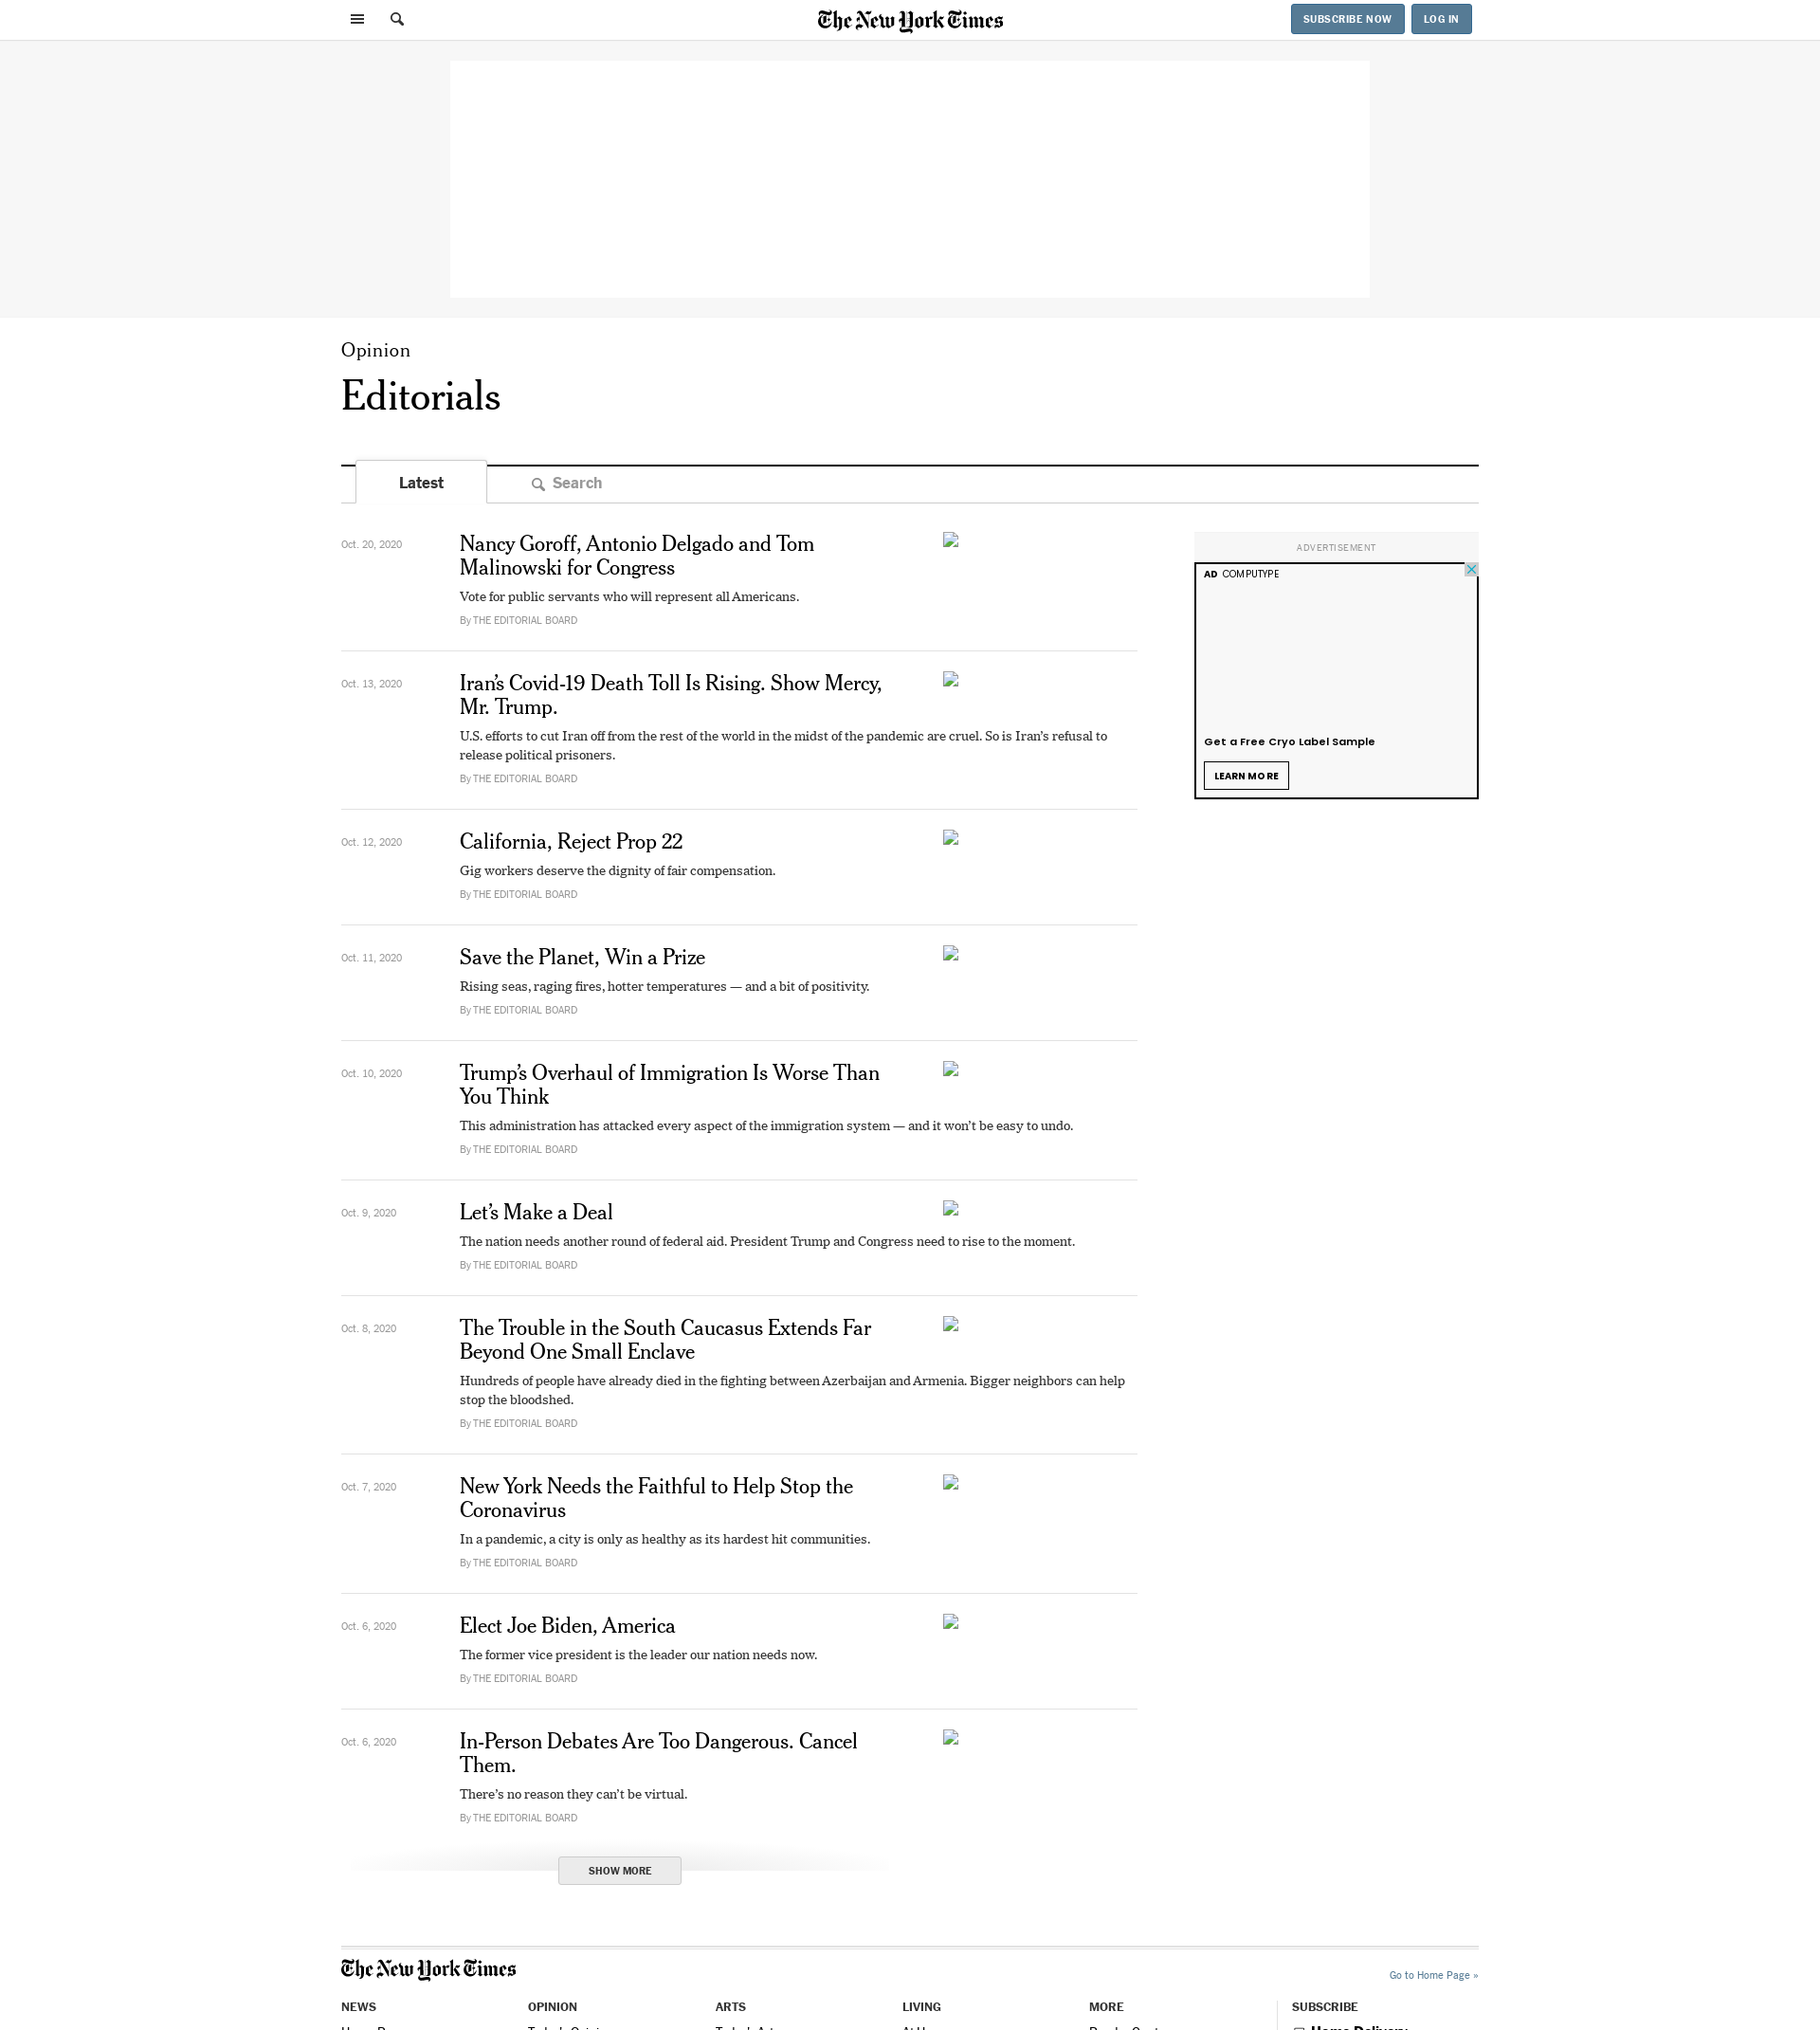 The New York Times
SUBSCRIBE NOW
LOG IN
Opinion
Editorials
Latest
Search
Oct. 20, 2020
Nancy Goroff, Antonio Delgado and Tom
Malinowski for Congress
Vote for public servants who will represent all Americans.
By THE EDITORIAL BOARD
ADVERTISEMENT
AD COMPUTYPE
Get a Free Cryo Label Sample
LEARN MORE
Oct. 13, 2020
Iran’s Covid-19 Death Toll Is Rising. Show Mercy,
Mr. Trump.
U.S. efforts to cut Iran off from the rest of the world in the midst of the pandemic are cruel. So is Iran’s refusal to
release political prisoners.
By THE EDITORIAL BOARD
Oct. 12, 2020
California, Reject Prop 22
Gig workers deserve the dignity of fair compensation.
By THE EDITORIAL BOARD
Oct. 11, 2020
Save the Planet, Win a Prize
Rising seas, raging fires, hotter temperatures — and a bit of positivity.
By THE EDITORIAL BOARD
Oct. 10, 2020
Trump’s Overhaul of Immigration Is Worse Than
You Think
This administration has attacked every aspect of the immigration system — and it won’t be easy to undo.
By THE EDITORIAL BOARD
Oct. 9, 2020
Let’s Make a Deal
The nation needs another round of federal aid. President Trump and Congress need to rise to the moment.
By THE EDITORIAL BOARD
Oct. 8, 2020
The Trouble in the South Caucasus Extends Far
Beyond One Small Enclave
Hundreds of people have already died in the fighting between Azerbaijan and Armenia. Bigger neighbors can help
stop the bloodshed.
By THE EDITORIAL BOARD
Oct. 7, 2020
New York Needs the Faithful to Help Stop the
Coronavirus
In a pandemic, a city is only as healthy as its hardest hit communities.
By THE EDITORIAL BOARD
Oct. 6, 2020
Elect Joe Biden, America
The former vice president is the leader our nation needs now.
By THE EDITORIAL BOARD
Oct. 6, 2020
In-Person Debates Are Too Dangerous. Cancel
Them.
There’s no reason they can’t be virtual.
By THE EDITORIAL BOARD
SHOW MORE
The New York Times
Go to Home Page »
NEWS
OPINION
ARTS
LIVING
MORE
SUBSCRIBE
Home Delivery